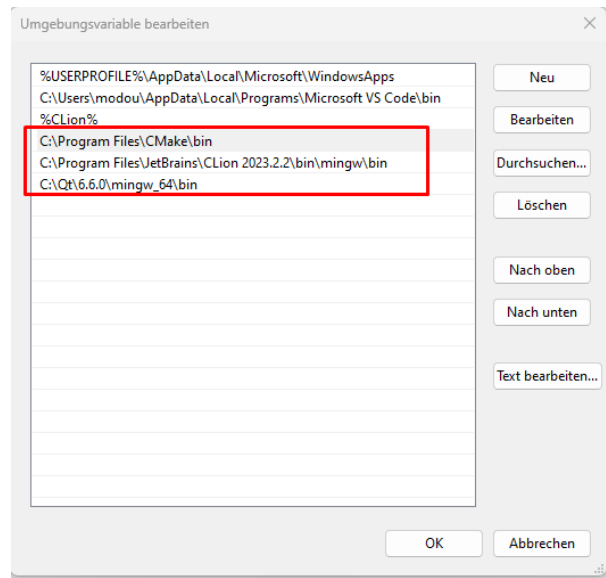 Umgebungsvariable bearbeiten
%USERPROFILE%\AppData\Local\Microsoft\WindowsApps
C:\Users\modou\AppData\Local\Programs\Microsoft VS Code\bin
%CLion%
C:\Program Files\CMake\bin
C:\Program Files\JetBrains\CLion 2023.2.2\bin\mingw\bin
C:\Qt\6.6.0\mingw_64\bin
Neu
Bearbeiten
Durchsuchen...
Löschen
Nach oben
Nach unten
Text bearbeiten...
OK
Abbrechen